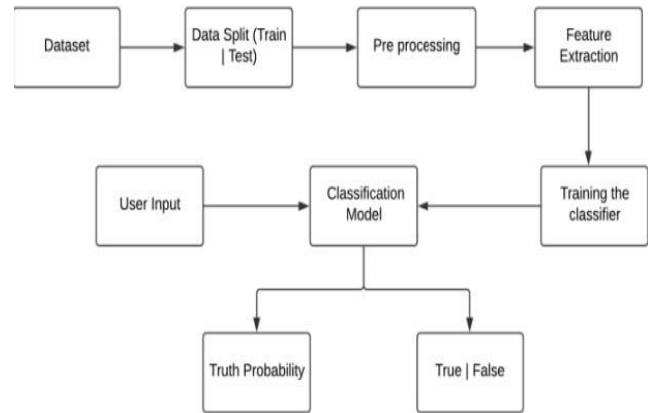 Dataset
Data Split (Train
| Test)
Pre processing
Feature
Extraction
User Input
Classification
Model
Training the
classifier
Truth Probability
True | False